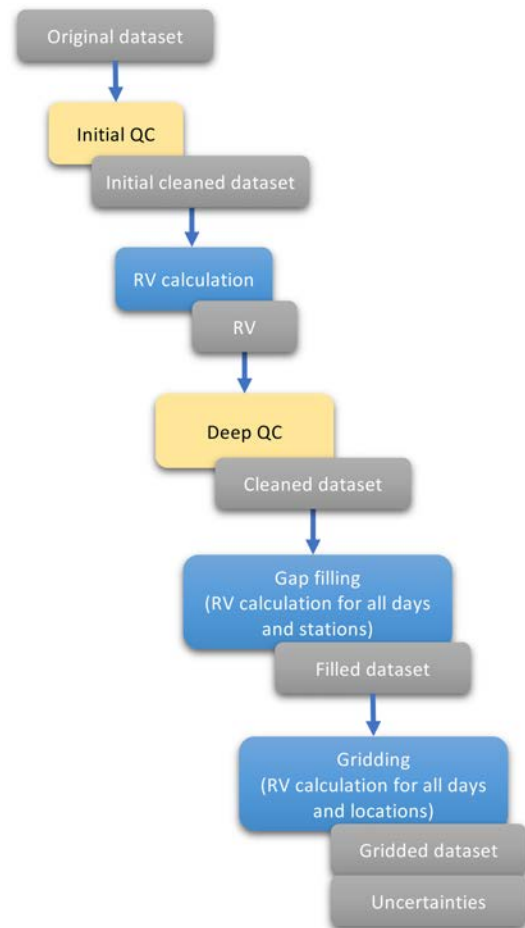 Original dataset
Initial QC
Initial cleaned dataset
RV calculation
RV
Deep QC
Cleaned dataset
Gap filling
(RV calculation for all days
and stations)
Filled dataset
Gridding
(RV calculation for all days
and locations)
Gridded dataset
Uncertainties